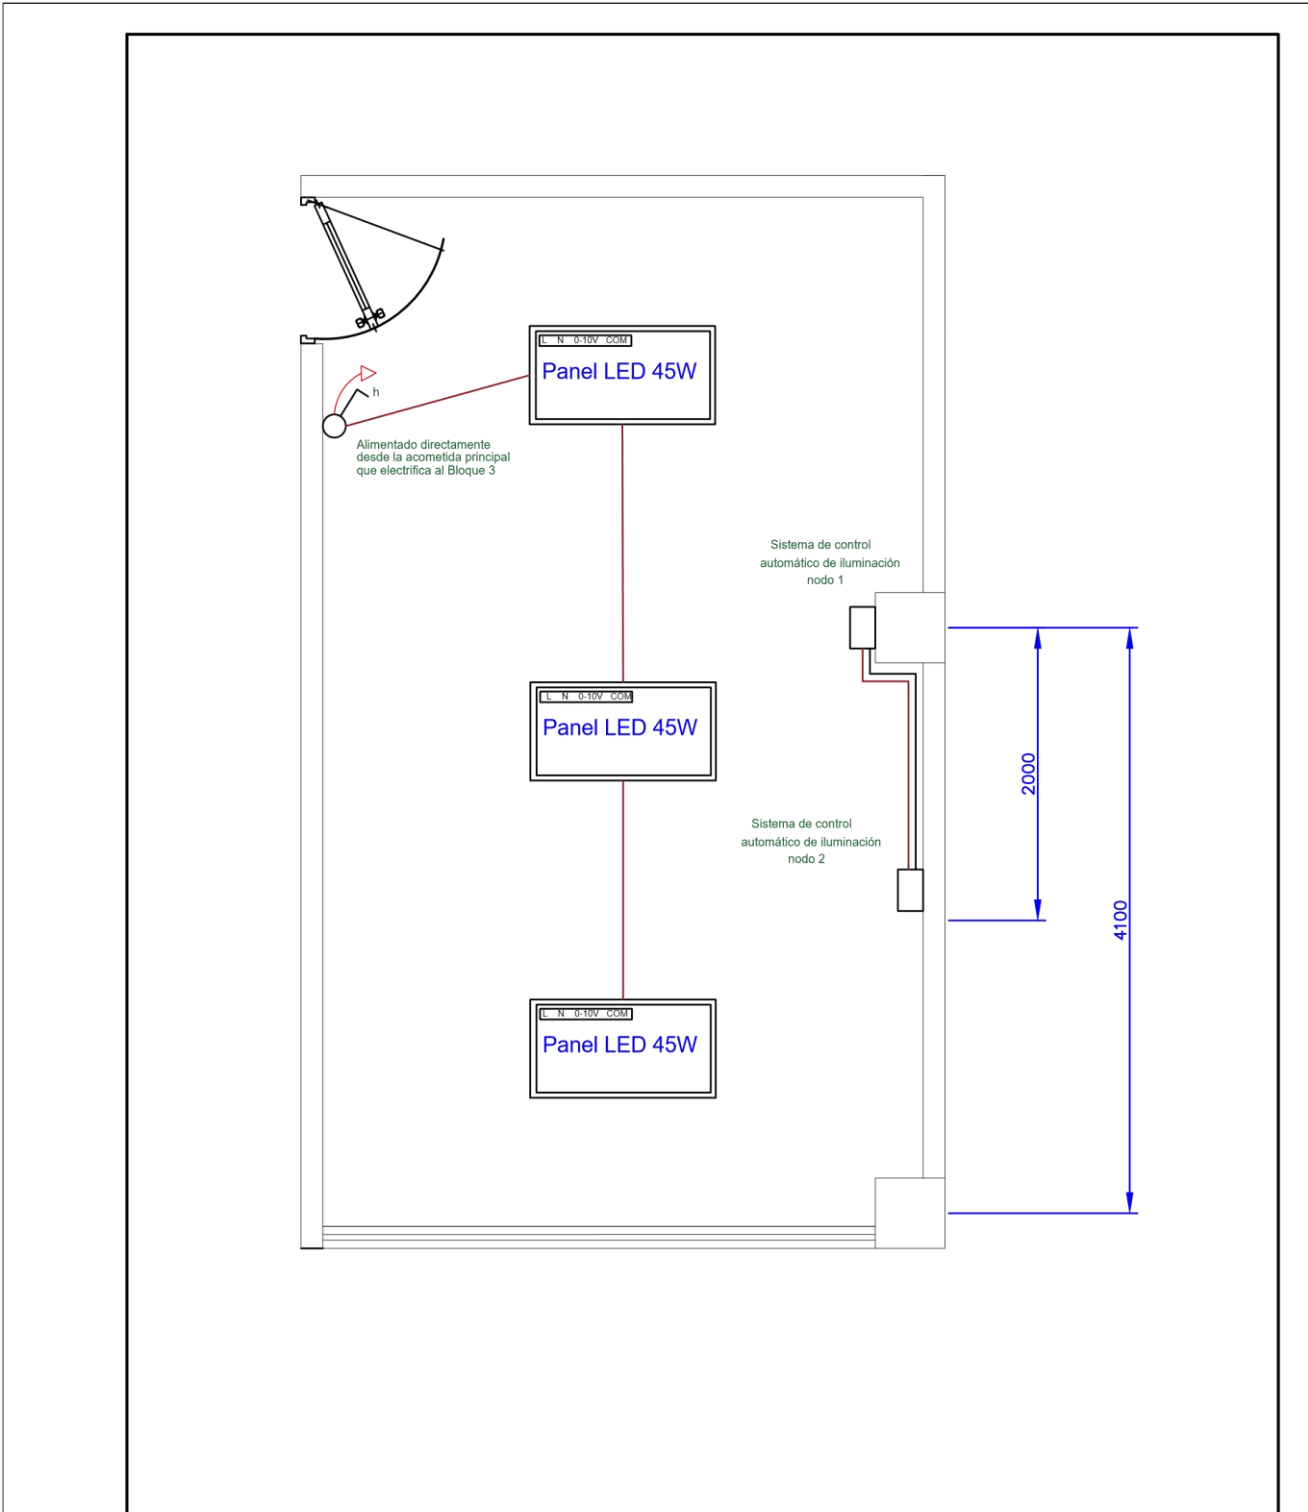 L N 0-10V COM
Panel LED 45W
h
Alimentado directamente
desde la acometida principal
que electrifica al Bloque 3
Sistema de control
automático de iluminación
nodo 1
L N 0-10V COM
Panel LED 45W
2000
Sistema de control
automático de iluminación
nodo 2
4100
L N 0-10V COM
Panel LED 45W